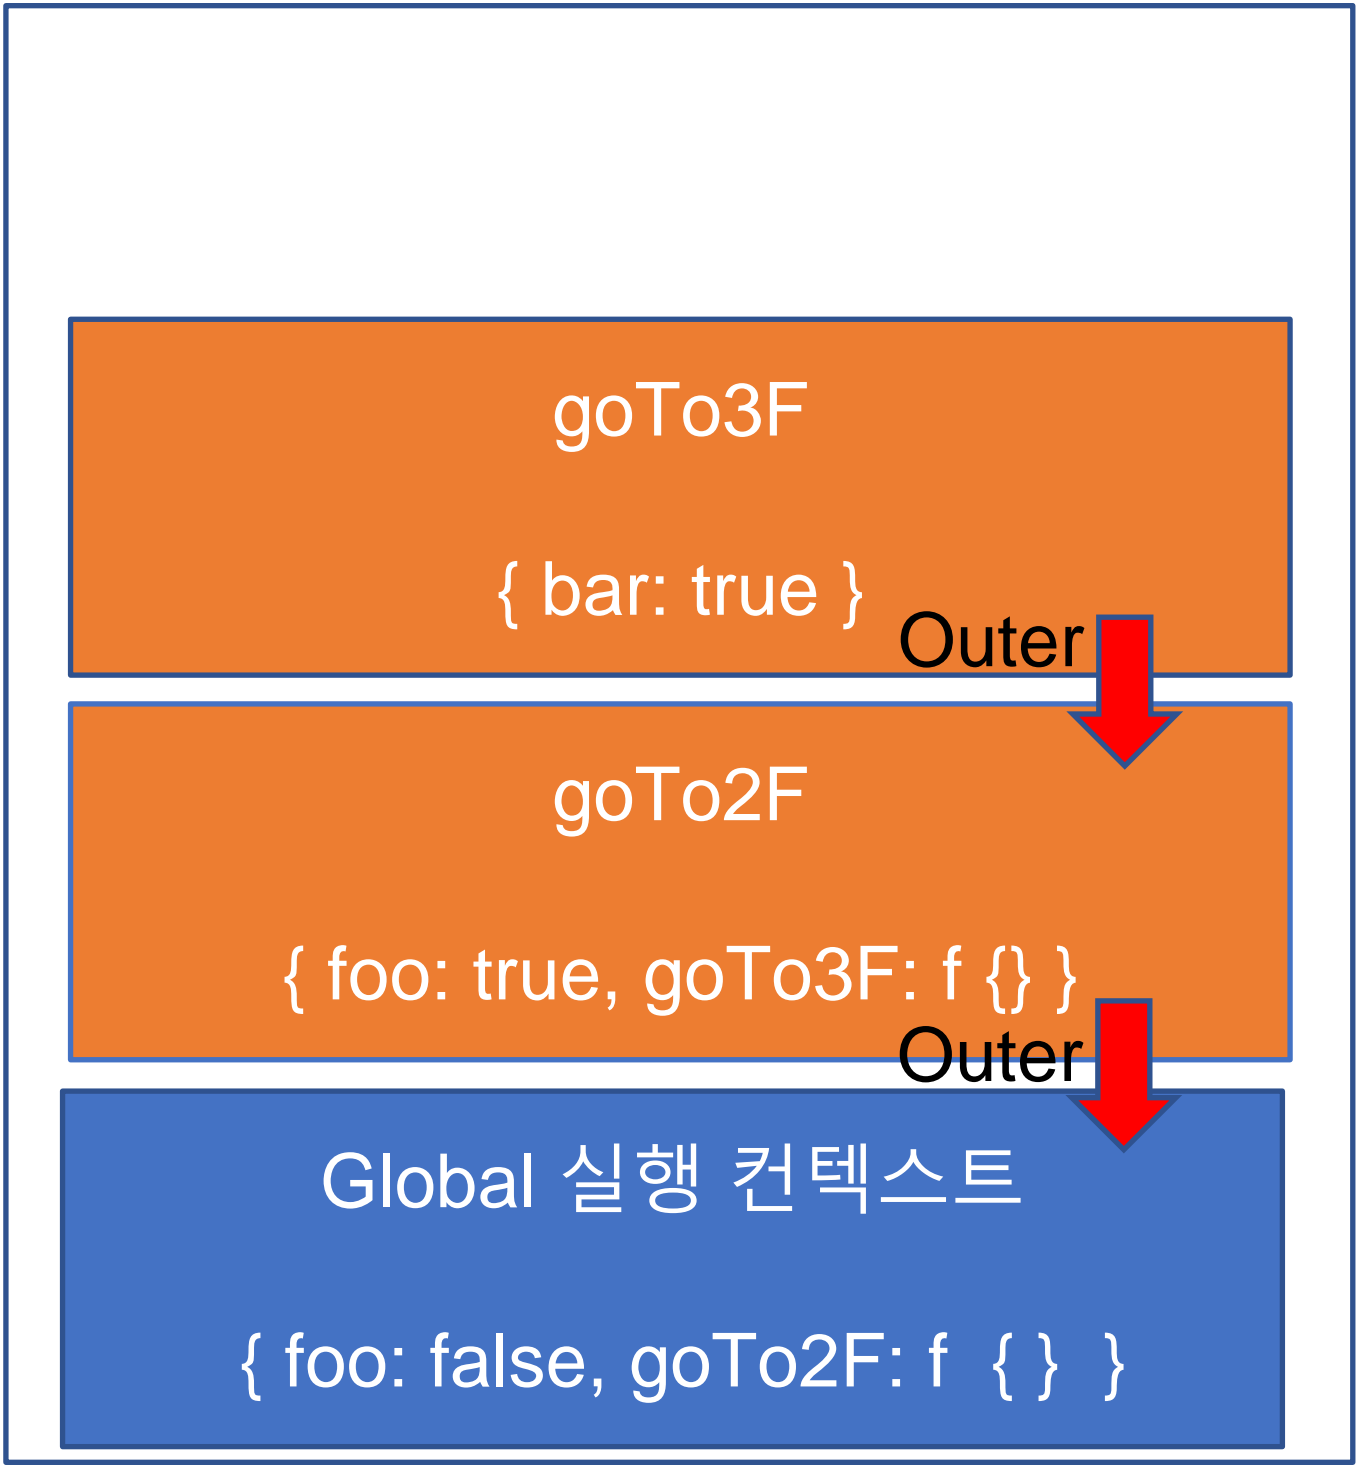 goTo3F
{ bar: true }
Outer
goTo2F
{ foo: true, goTo3F: f {} }
Outer
Global 실행 컨텍스트
{ foo: false, goTo2F: f { } }